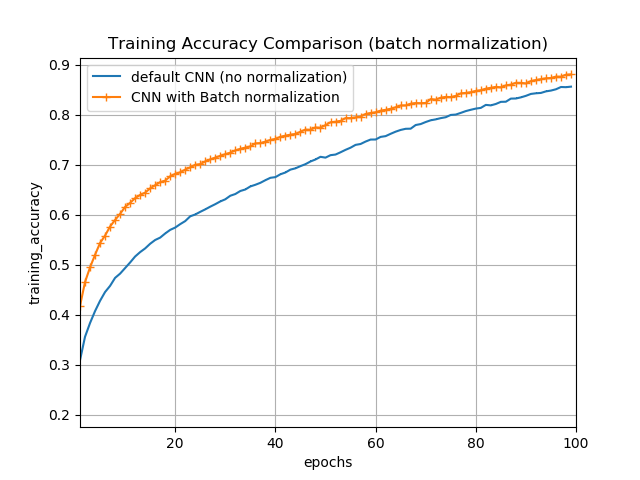 Training Accuracy Comparison (batch normalization)
default CNN (no normalization)
CNN with Batch normalization
training_accuracy
0.9
0.8
0.7
0.6
0.5
0.4
0.3
0.2
20 40 60 80 100
epochs